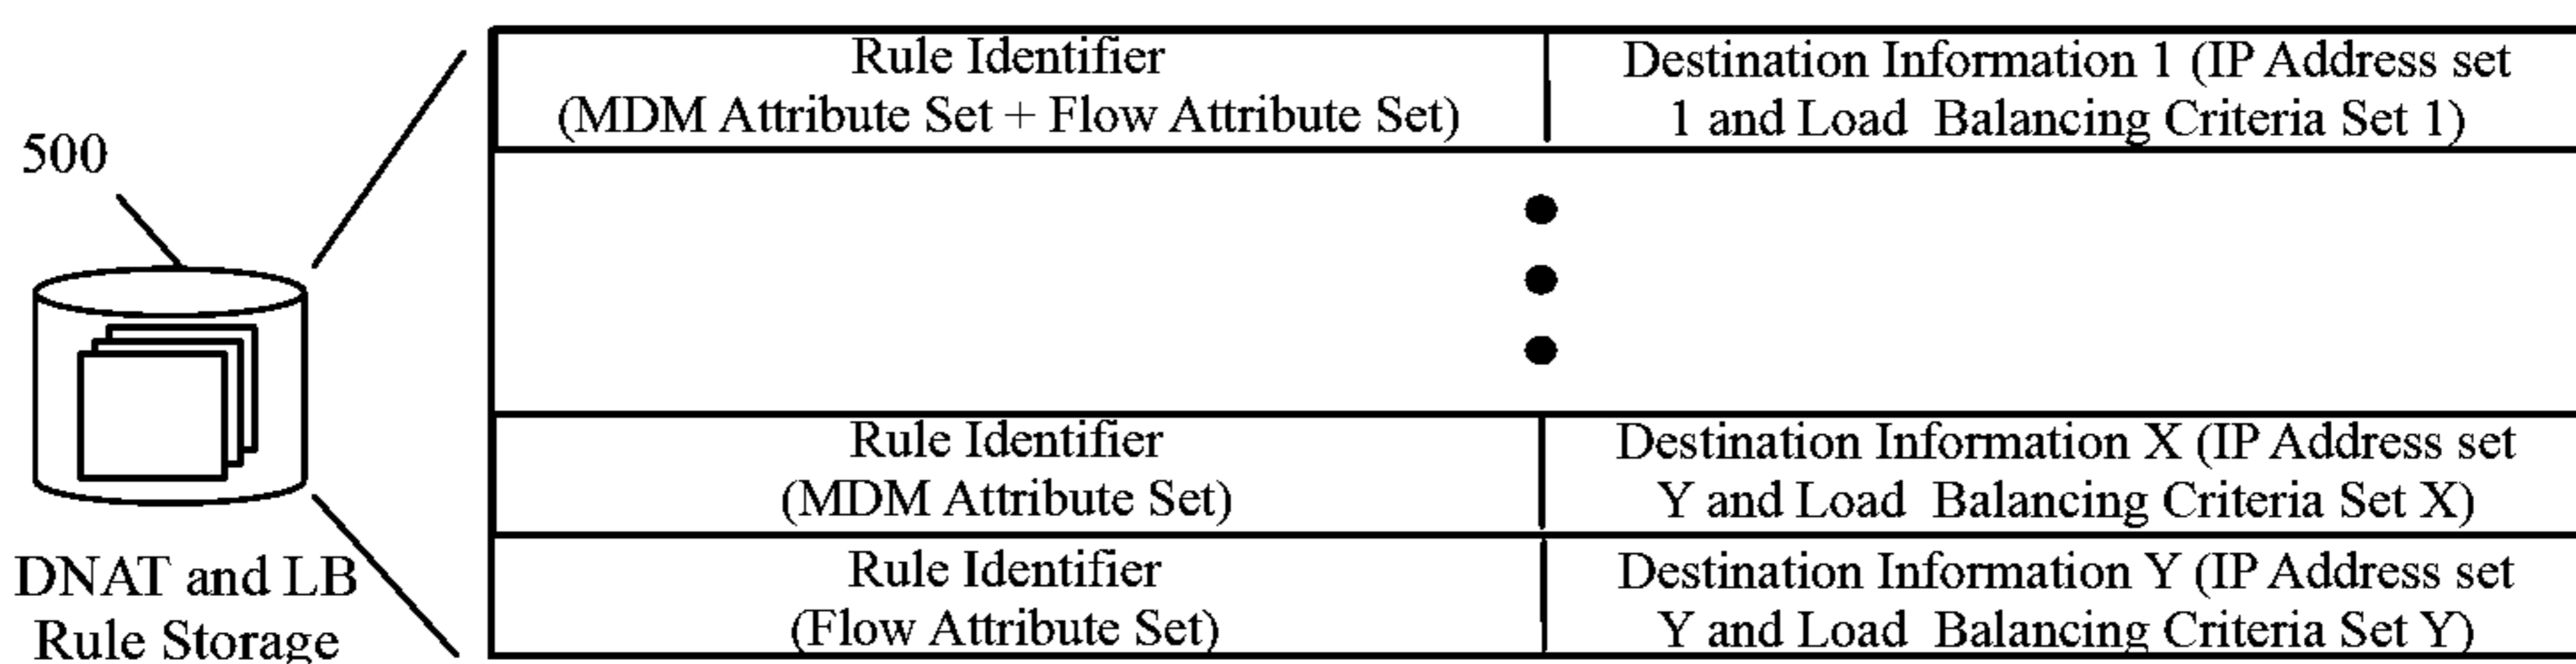 500
DNAT and LB
Rule Storage
Rule Identifier
(MDM Attribute Set + Flow Attribute Set)
Destination Information 1 (IP Address set
1 and Load Balancing Criteria Set 1)
Rule Identifier
(MDM Attribute Set)
Destination Information X (IP Address set
Y and Load Balancing Criteria Set X)
Rule Identifier
(Flow Attribute Set)
Destination Information Y (IP Address set
Y and Load Balancing Criteria Set Y)